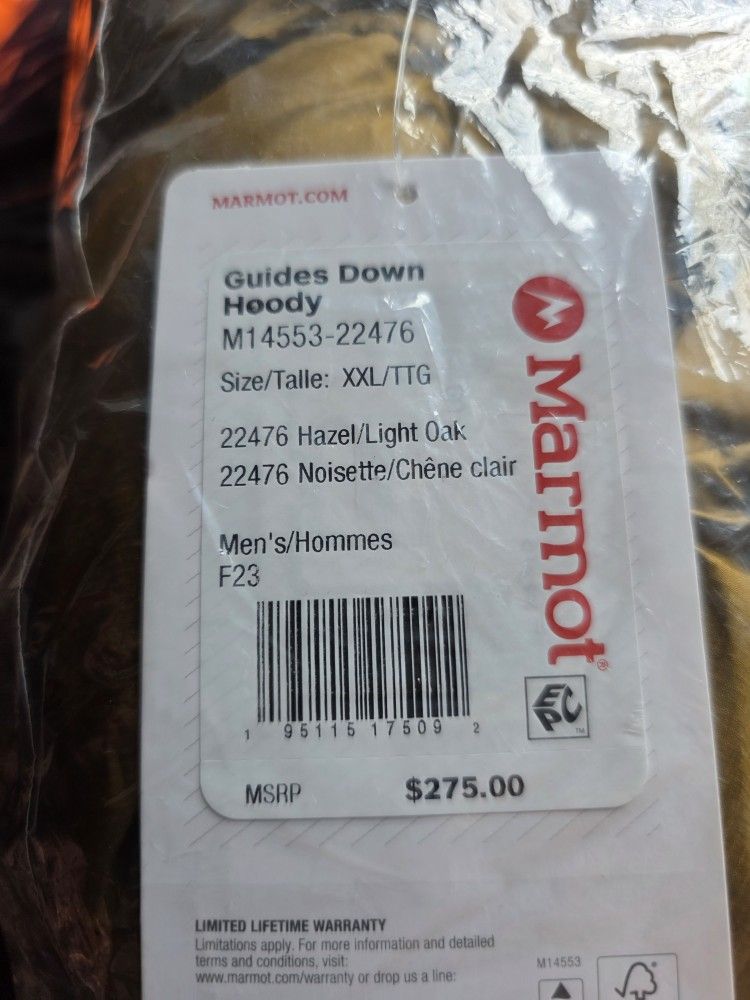 MARMOT.COM
Guides Down
Hoody
M14553-22476
Size/Talle: XXL/TTG
22476 Hazel/Light Oak
22476 Noisette/Chêne clair
Men's/Hommes
F23
1 95115 17509 2
MSRP $275.00
Marmot®
EPC™
LIMITED LIFETIME WARRANTY
Limitations apply. For more information and detailed
terms and conditions, visit:
www.marmot.com/warranty or drop us a line:
M14553